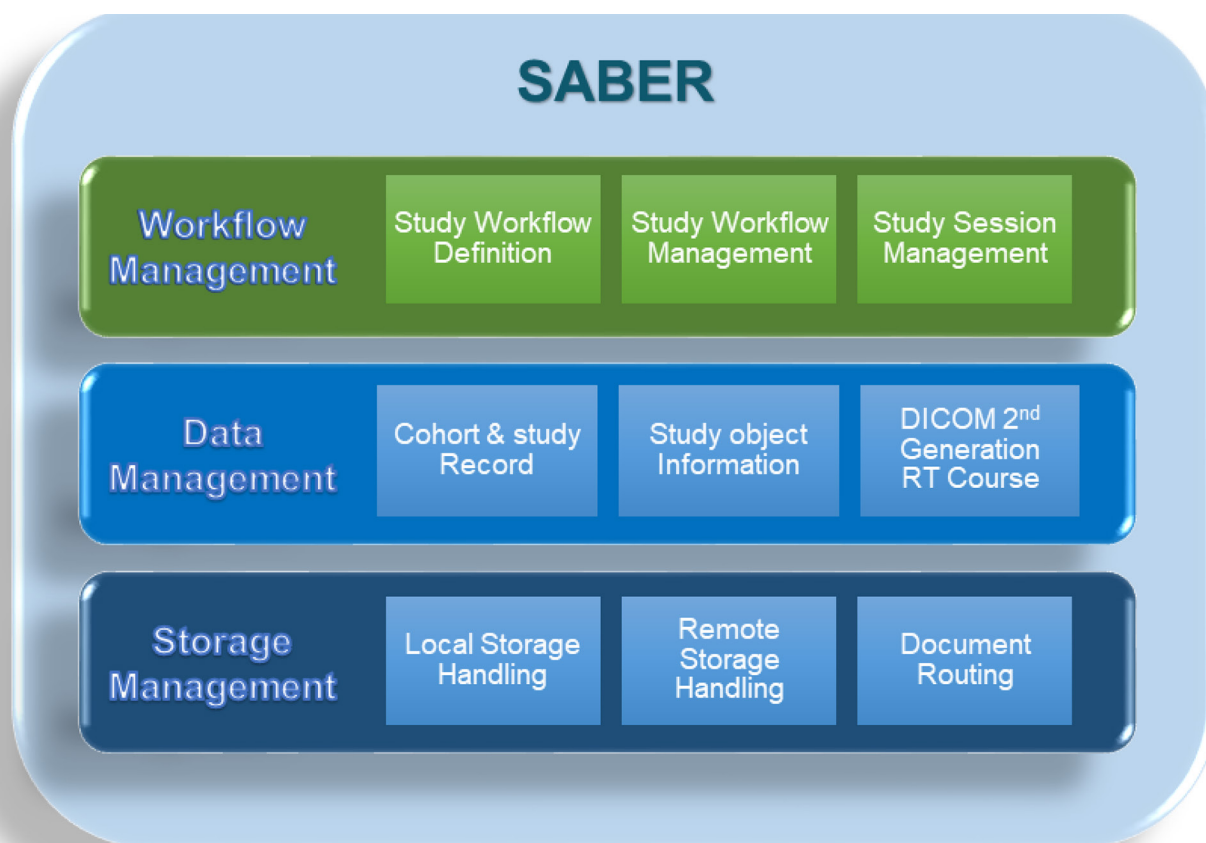 SABER
Workflow
Management
Study Workflow
Definition
Study Workflow
Management
Study Session
Management
Data
Management
Cohort & study
Record
Study object
Information
DICOM 2nd
Generation
RT Course
Storage
Management
Local Storage
Handling
Remote
Storage
Handling
Document
Routing